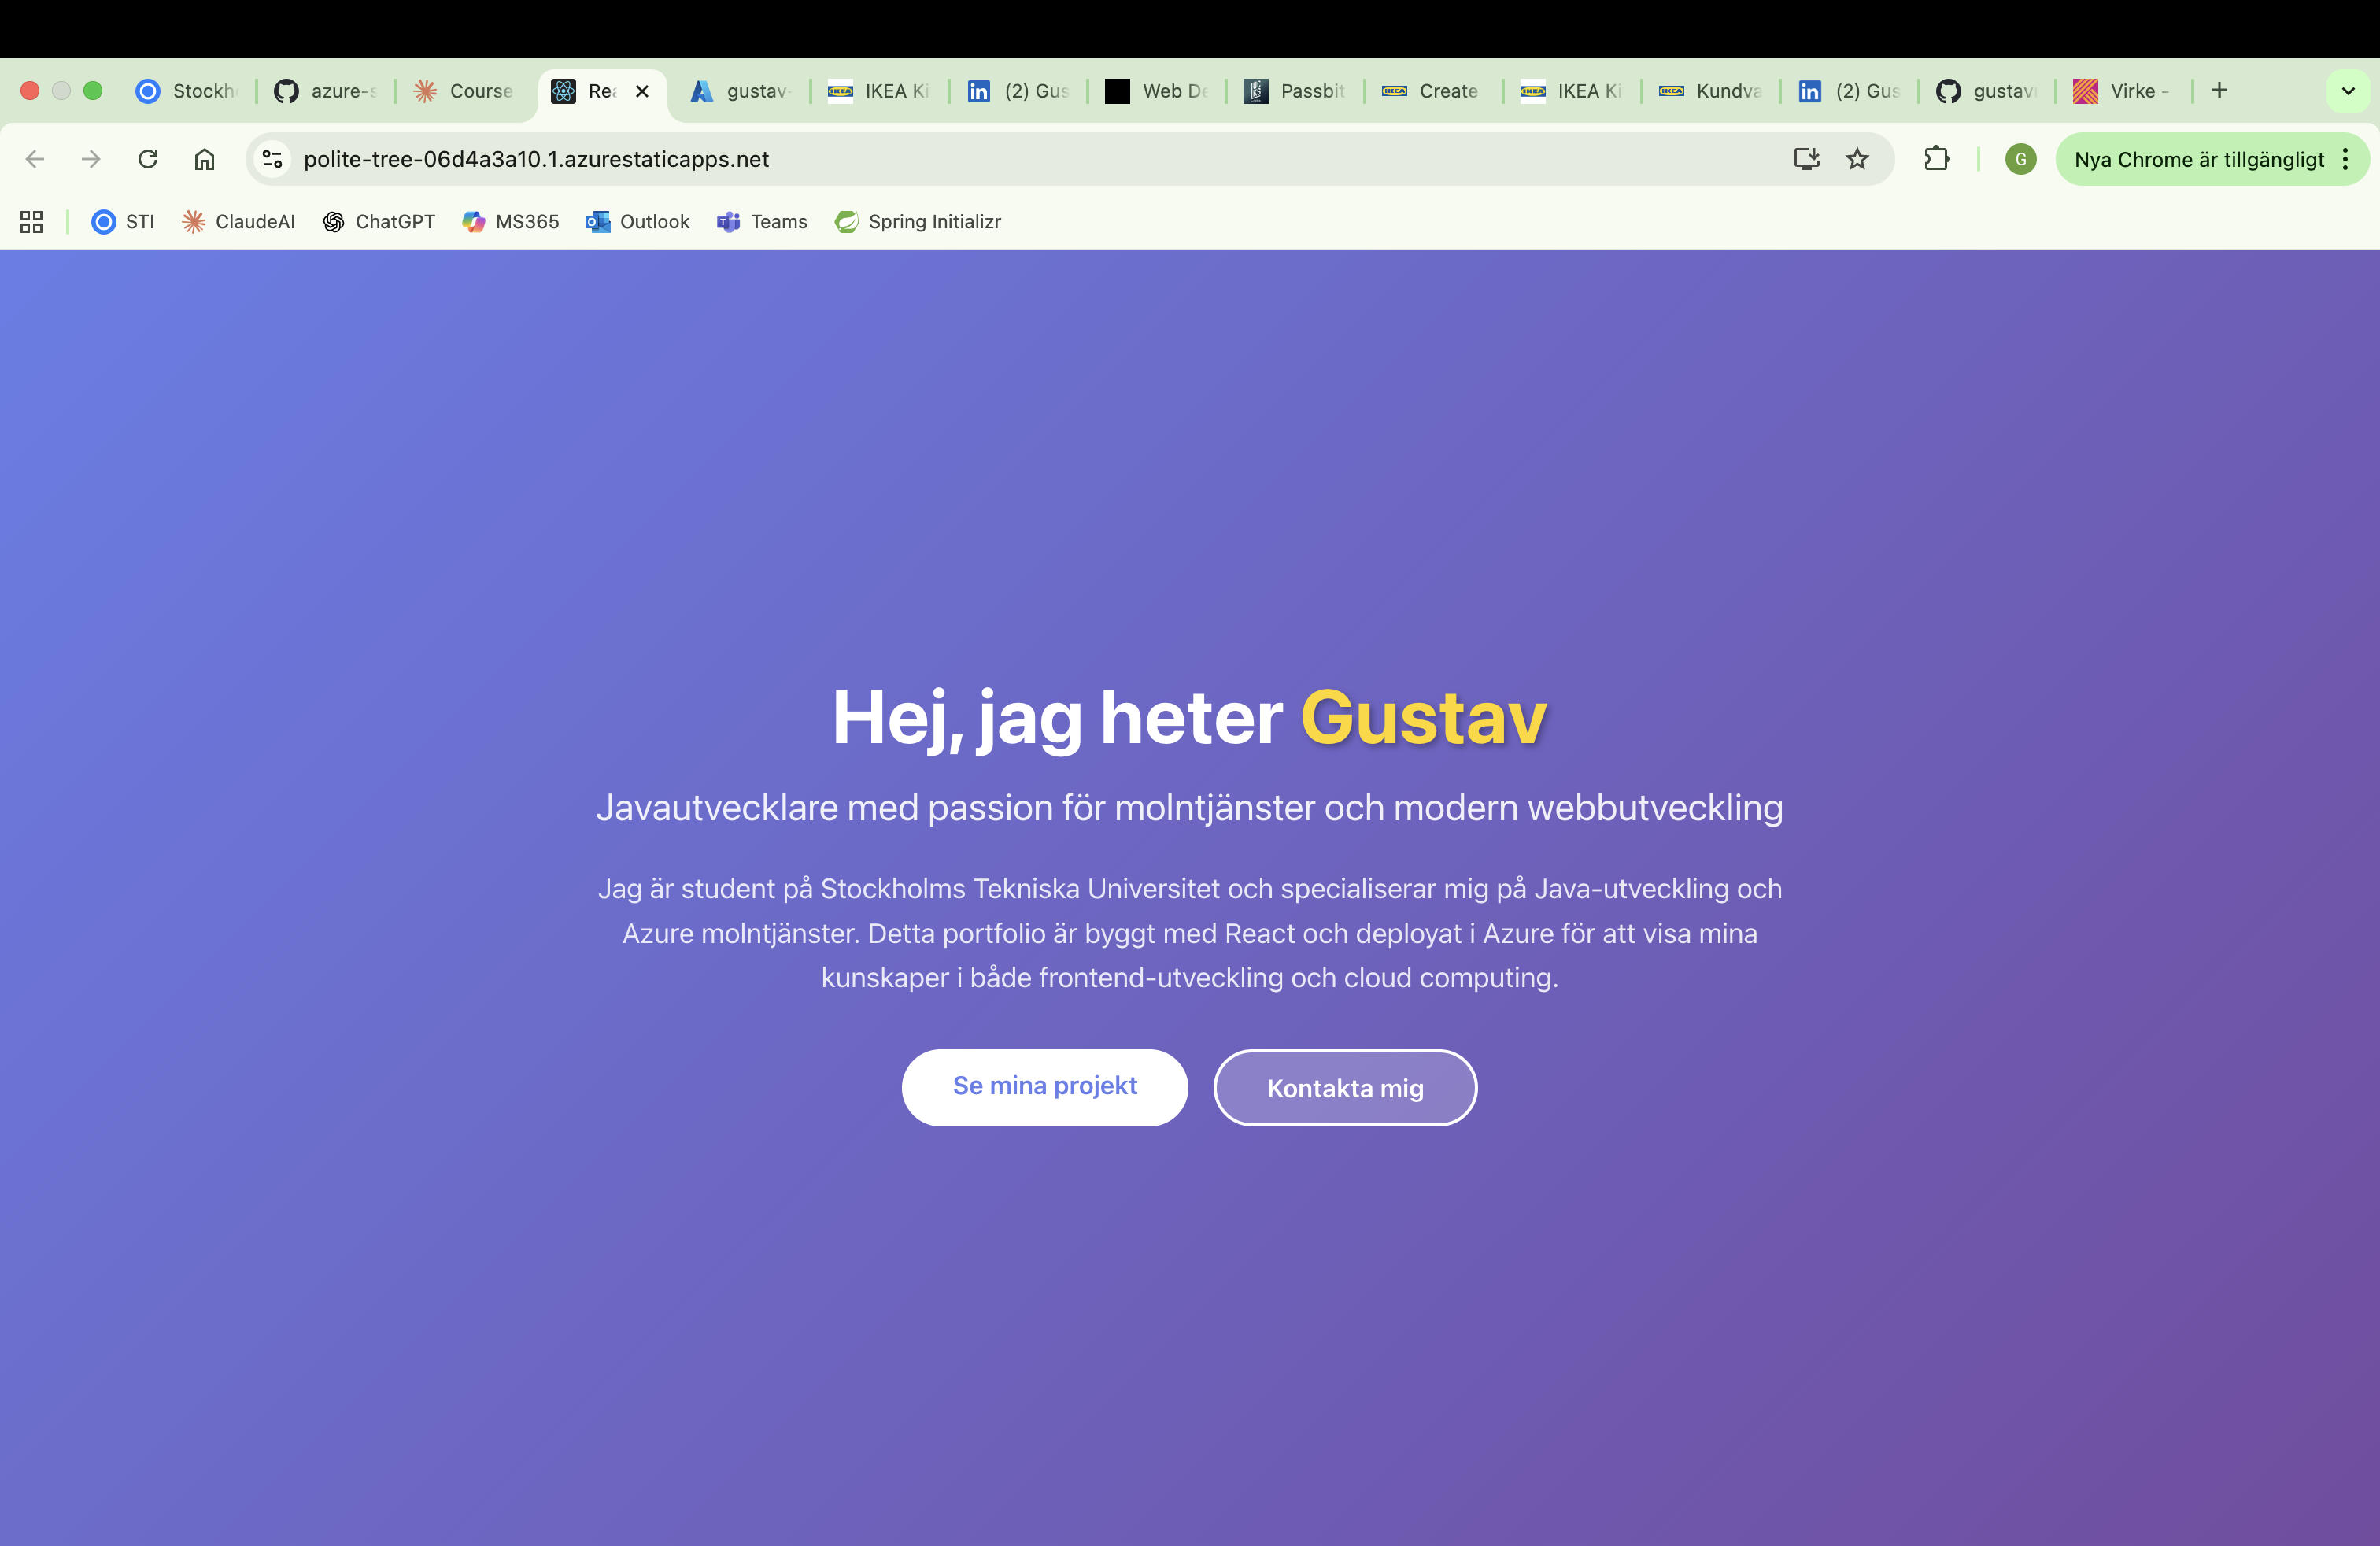 Stockh
azure-s
Course
Rea
gustav-
IKEA Ki
(2) Gus
Web De
Passbit
Create
IKEA Ki
Kundva
(2) Gus
gustavr
Virke -
polite-tree-06d4a3a10.1.azurestaticapps.net
G
Nya Chrome är tillgängligt
STI
ClaudeAI
ChatGPT
MS365
Outlook
Teams
Spring Initializr
Hej, jag heter Gustav
Javautvecklare med passion för molntjänster och modern webbutveckling
Jag är student på Stockholms Tekniska Universitet och specialiserar mig på Java-utveckling och
Azure molntjänster. Detta portfolio är byggt med React och deployat i Azure för att visa mina
kunskaper i både frontend-utveckling och cloud computing.
Se mina projekt
Kontakta mig